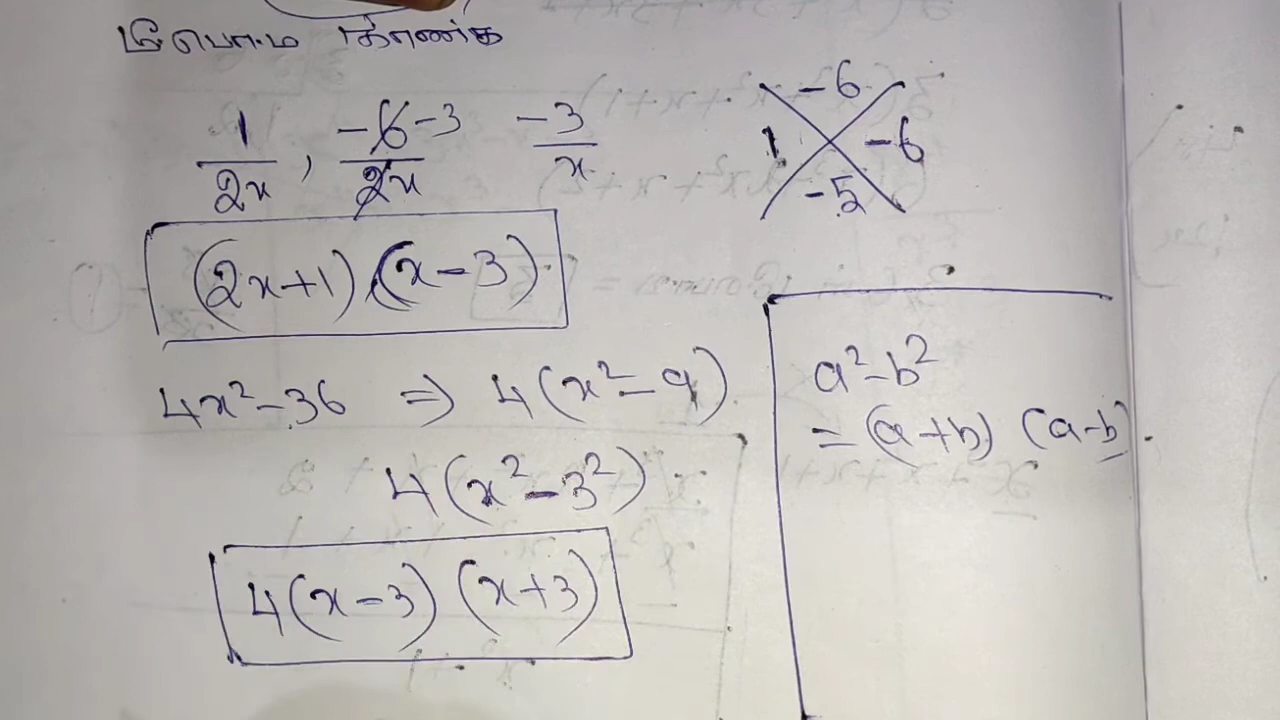 மீபொ.ம காண்க
1/2x, -6/2x -3 -3/x
-6
1 -6
-5
(2x+1) (x-3)
4x²-36 ⇒ 4(x²-9)
4(x²-3²)
4(x-3) (x+3)
a²-b²
= (a+b) (a-b)